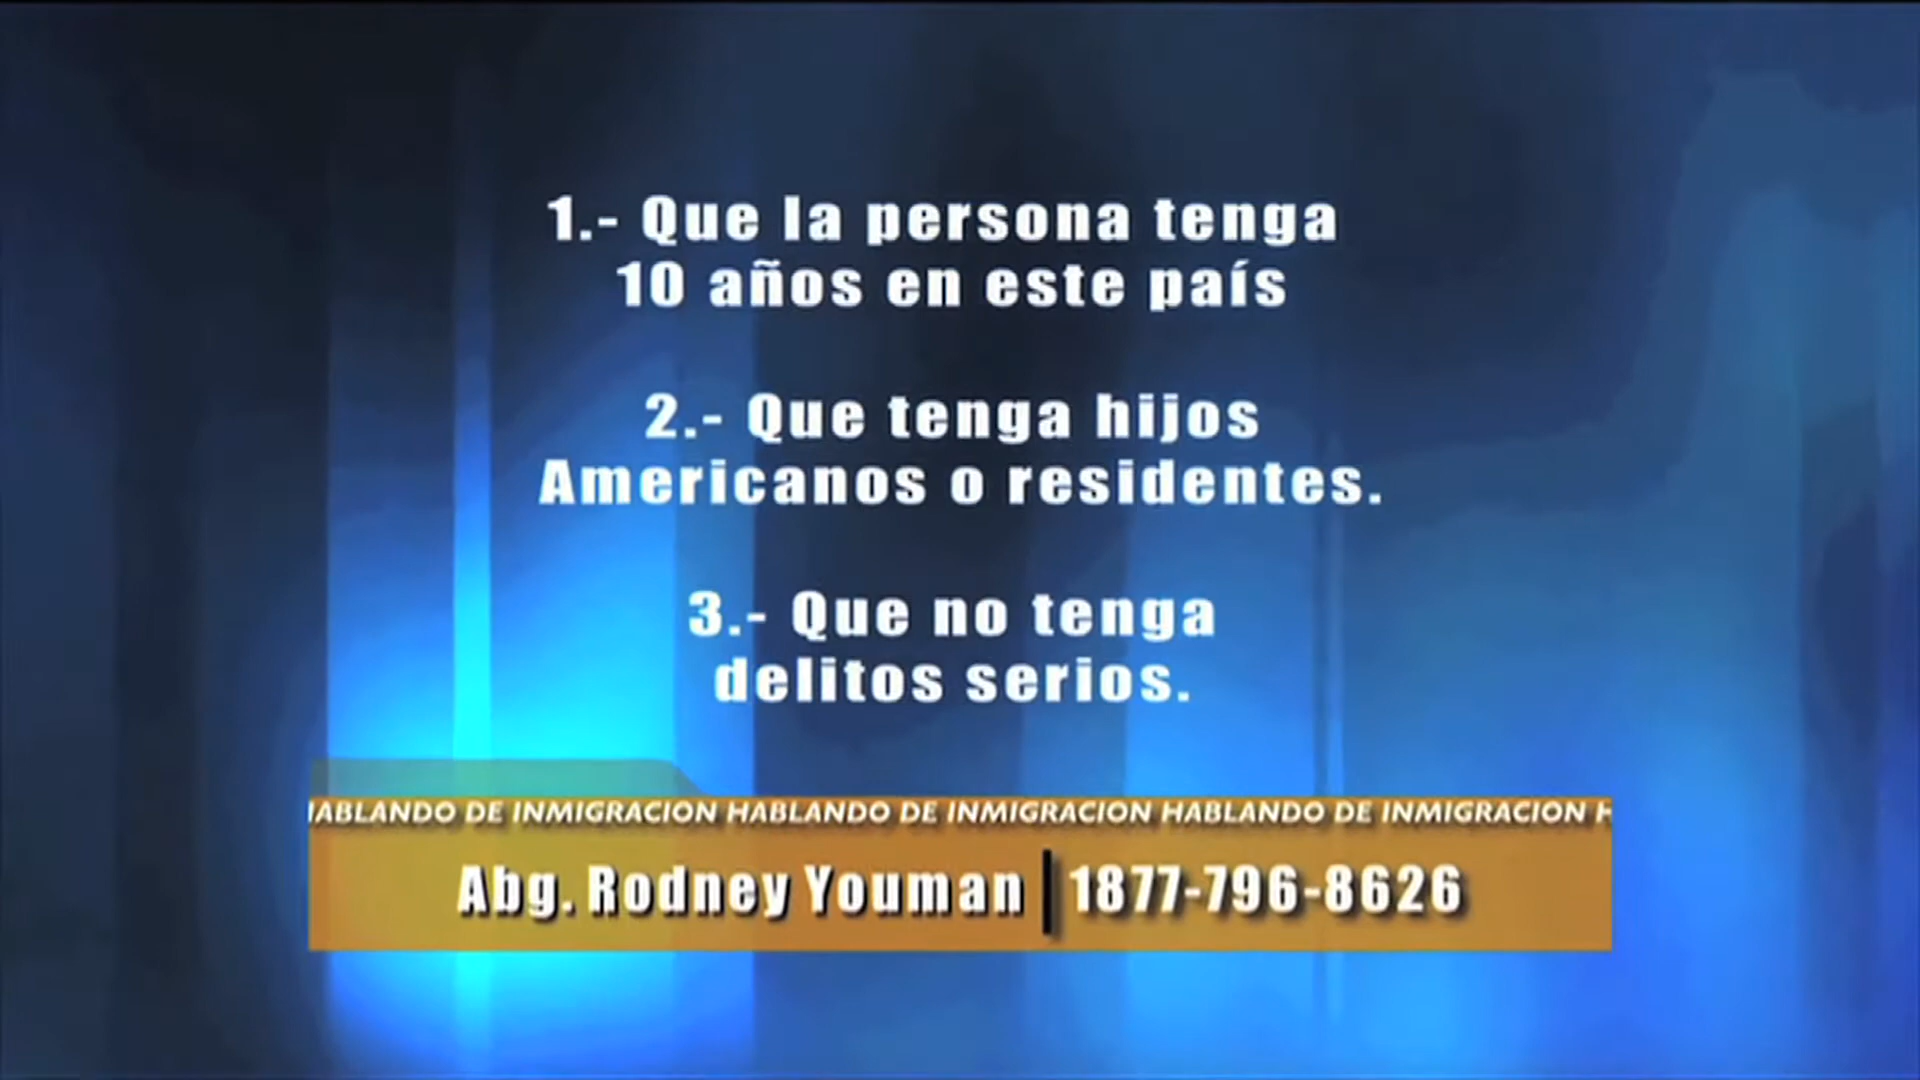 1.- Que la persona tenga
10 años en este país
2.- Que tenga hijos
Americanos o residentes.
3.- Que no tenga
delitos serios.
HABLANDO DE INMIGRACION HABLANDO DE INMIGRACION HABLANDO DE INMIGRACION H
Abg. Rodney Youman | 1877-796-8626